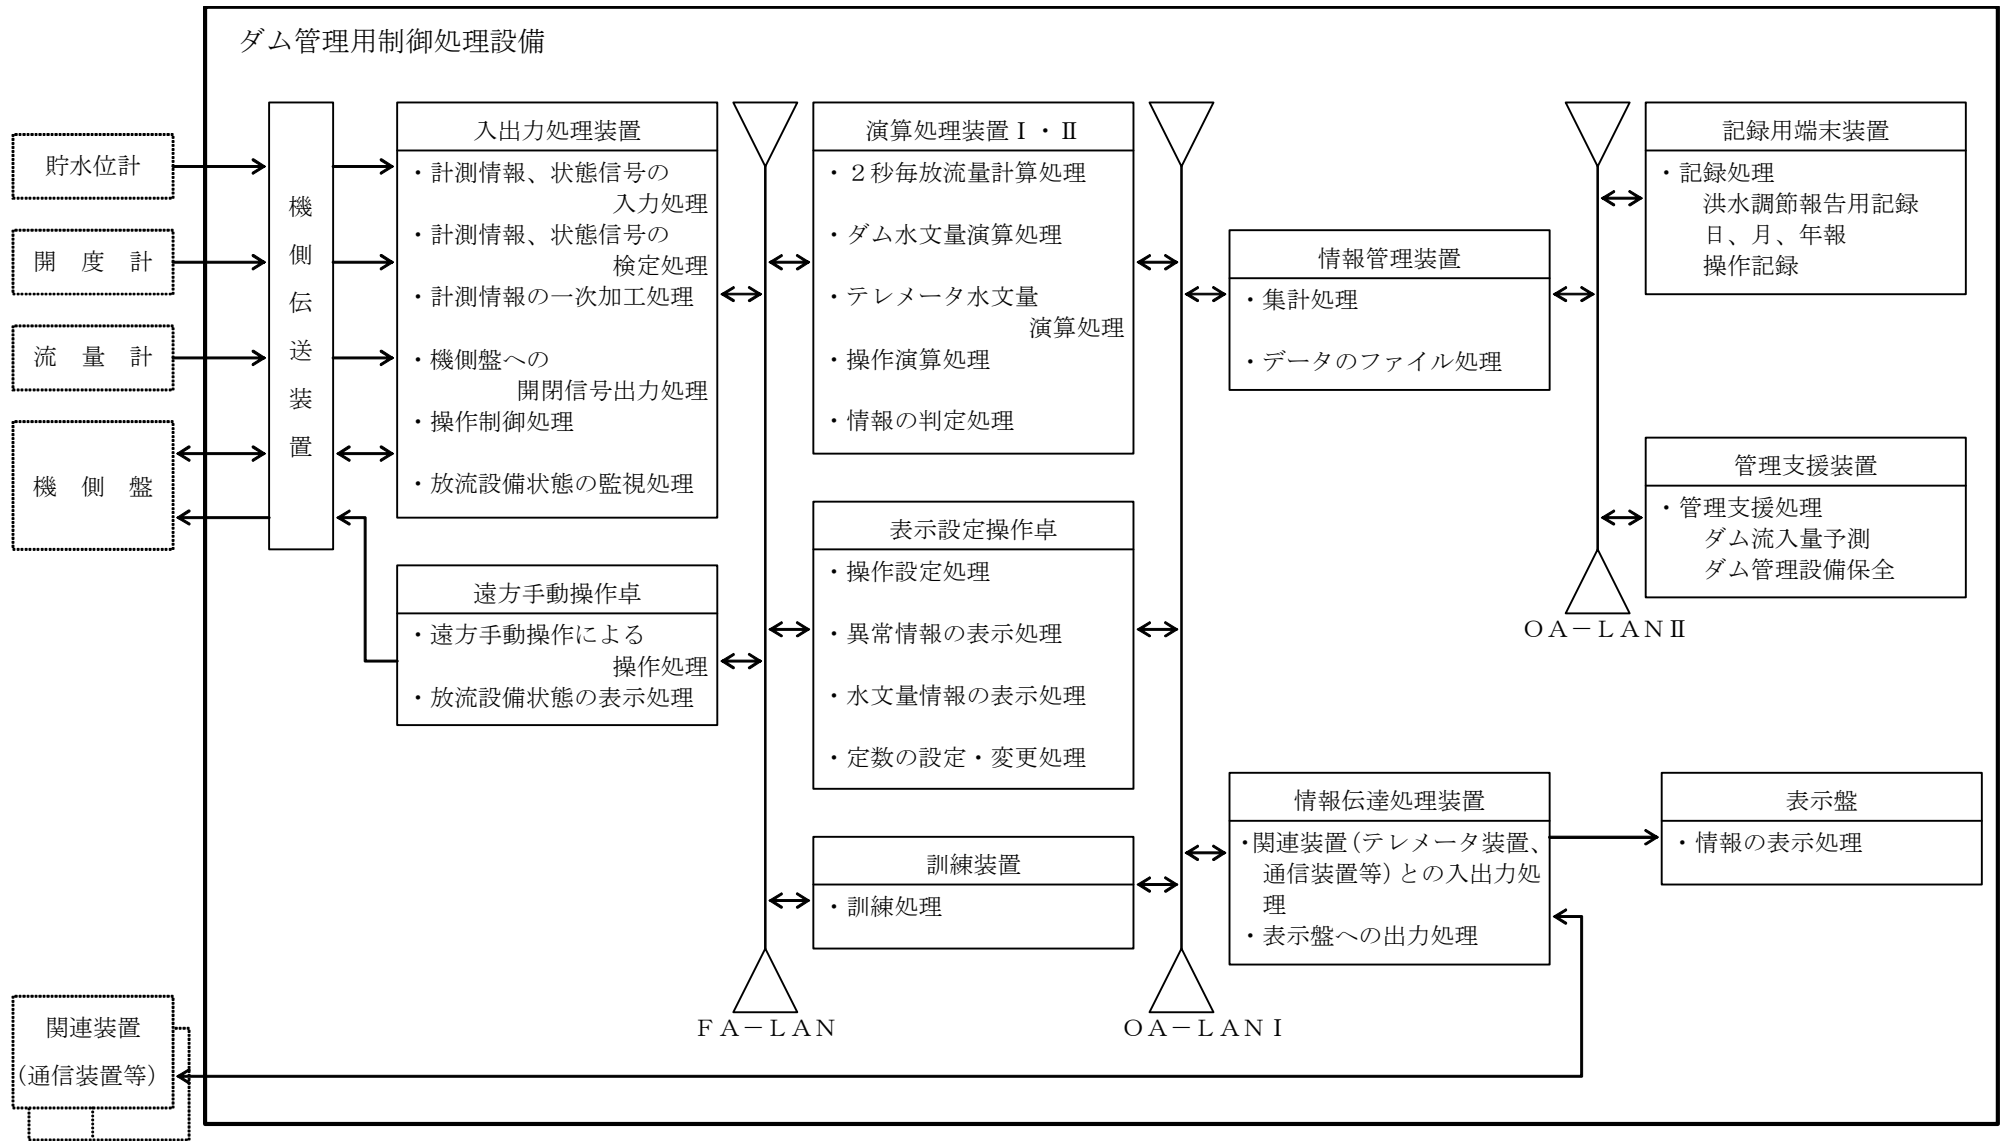 ダム管理用制御処理設備
貯水位計
開度計
流量計
機側盤
関連装置
(通信装置等)
機側伝送装置
入出力処理装置
・計測情報、状態信号の
入力処理
・計測情報、状態信号の
検定処理
・計測情報の一次加工処理
・機側盤への
開閉信号出力処理
・操作制御処理
・放流設備状態の監視処理
遠方手動操作卓
・遠方手動操作による
操作処理
・放流設備状態の表示処理
FA-LAN
演算処理装置Ⅰ・Ⅱ
・2秒毎放流量計算処理
・ダム水文量演算処理
・テレメータ水文量
演算処理
・操作演算処理
・情報の判定処理
表示設定操作卓
・操作設定処理
・異常情報の表示処理
・水文量情報の表示処理
・定数の設定・変更処理
訓練装置
・訓練処理
OA-LANⅠ
情報管理装置
・集計処理
・データのファイル処理
情報伝達処理装置
・関連装置(テレメータ装置、
通信装置等)との入出力処
理
・表示盤への出力処理
OA-LANⅡ
記録用端末装置
・記録処理
洪水調節報告用記録
日、月、年報
操作記録
管理支援装置
・管理支援処理
ダム流入量予測
ダム管理設備保全
表示盤
・情報の表示処理